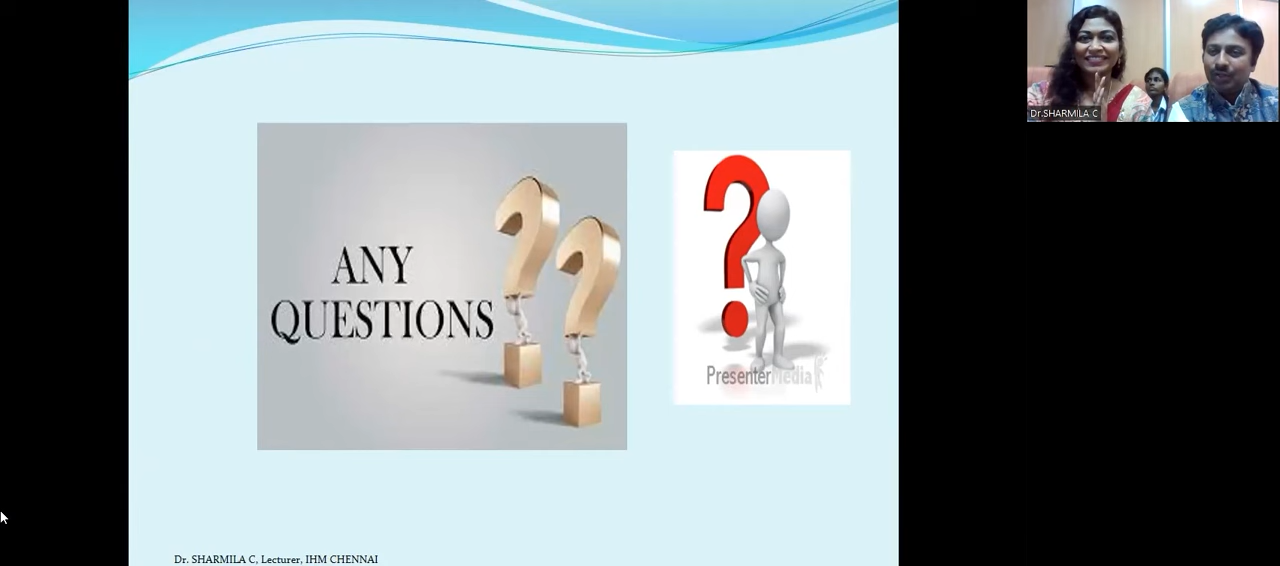 Dr.SHARMILA C
ANY
QUESTIONS
PresenterMedia
Dr. SHARMILA C, Lecturer, IHM CHENNAI